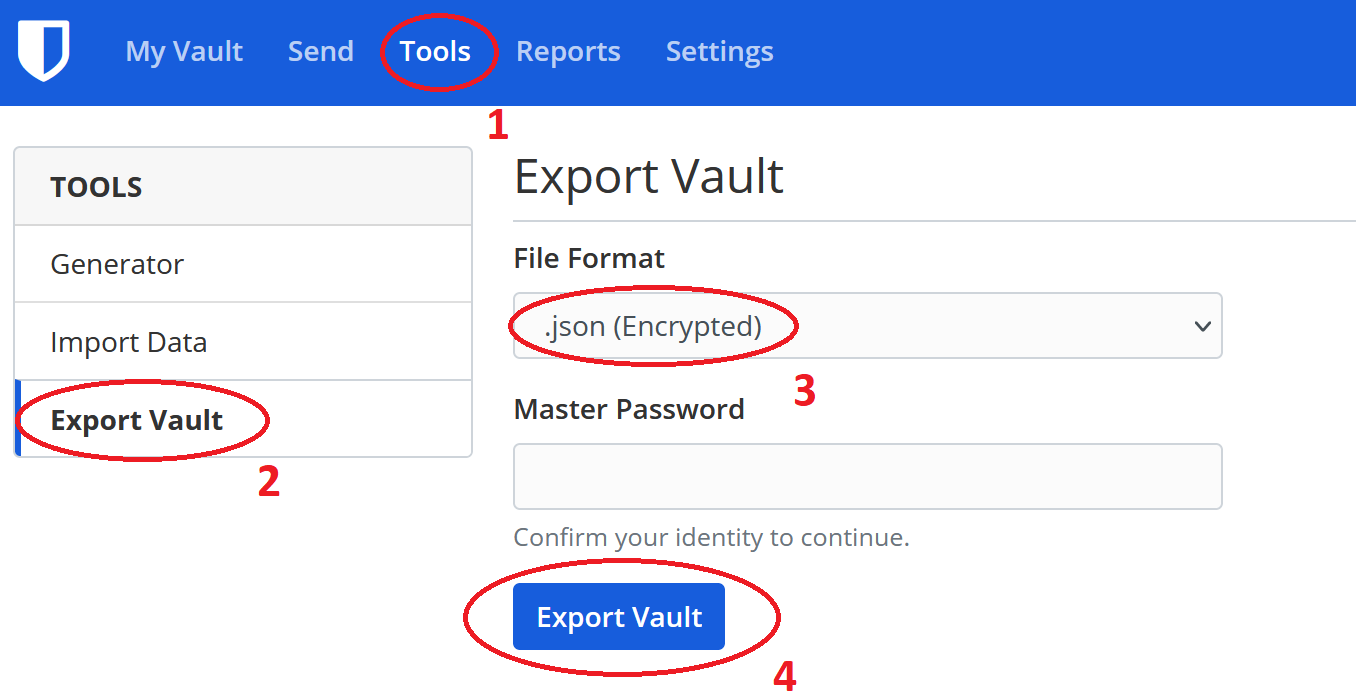 My Vault Send Tools Reports Settings
1
TOOLS
Generator
Import Data
Export Vault
2
Export Vault
File Format
.json (Encrypted)
3
Master Password
Confirm your identity to continue.
Export Vault
4